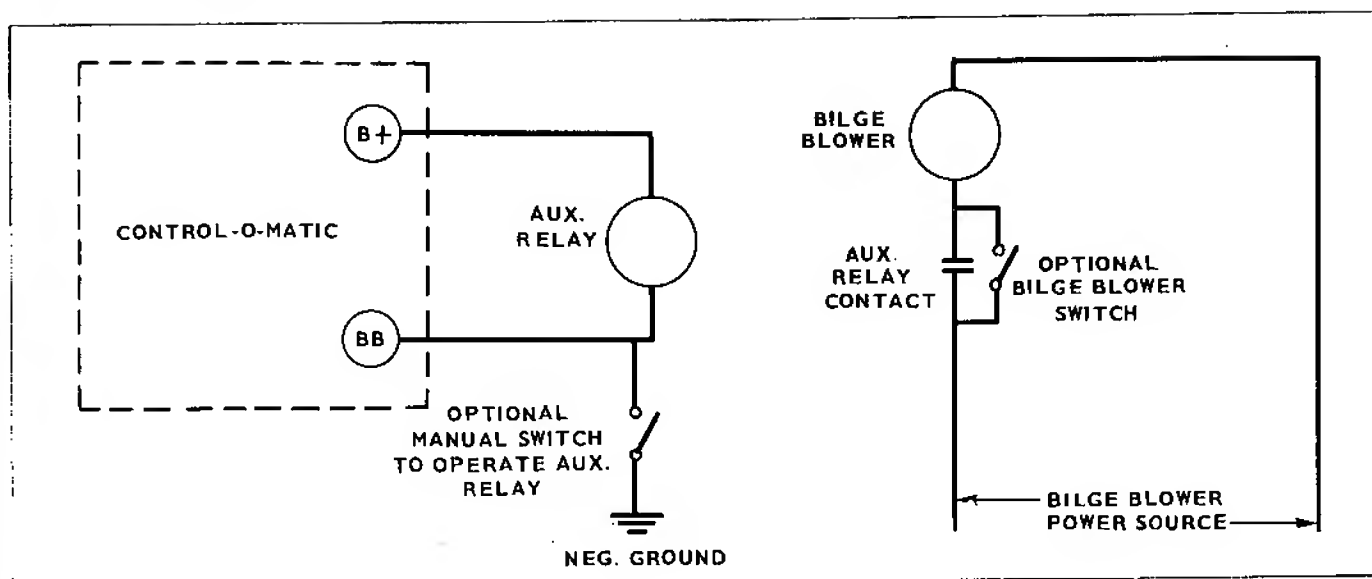 B+
CONTROL-O-MATIC
BB
AUX.
RELAY
OPTIONAL
MANUAL SWITCH
TO OPERATE AUX.
RELAY
NEG. GROUND
BILGE
BLOWER
AUX.
RELAY
CONTACT
OPTIONAL
BILGE BLOWER
SWITCH
BILGE BLOWER
POWER SOURCE